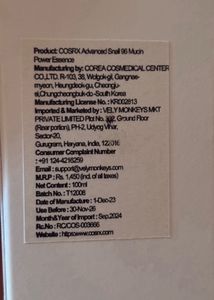 Product: COSRX Advanced Snail 96 Mucin
Power Essence
Manufacturing by: COREA COSMEDICAL CENTER
CO.,LTD. R-103, 38, Wolgok-gil, Gangnae-
myeon, Heungdeok-gu, Cheongju-
si,Chungcheongbuk-do-South Korea
Manufacturing License No.: KR002813
Imported & Marketed by : VELY MONKEYS MKT
PRIVATE LIMITED Plot No. Ground Floor
(Rear portion), PH-2, Udyog Vihar,
Sector-20,
Gurugram, Haryana, india,
Consumer Complaint Number
: +91 124-4216259
Email : support@velymonkeys.com
M.R.P : Rs. 1,450 (incl. of all taxes)
Net Content : 100ml
Batch No. : T12008
Date of Manufacture : 1-Dec-23
Use Before : 30-Nov-26
Month&Year of Import : Sep,2024
Rc.No : RC/COS-003666
Website : https:www.cosrx.com